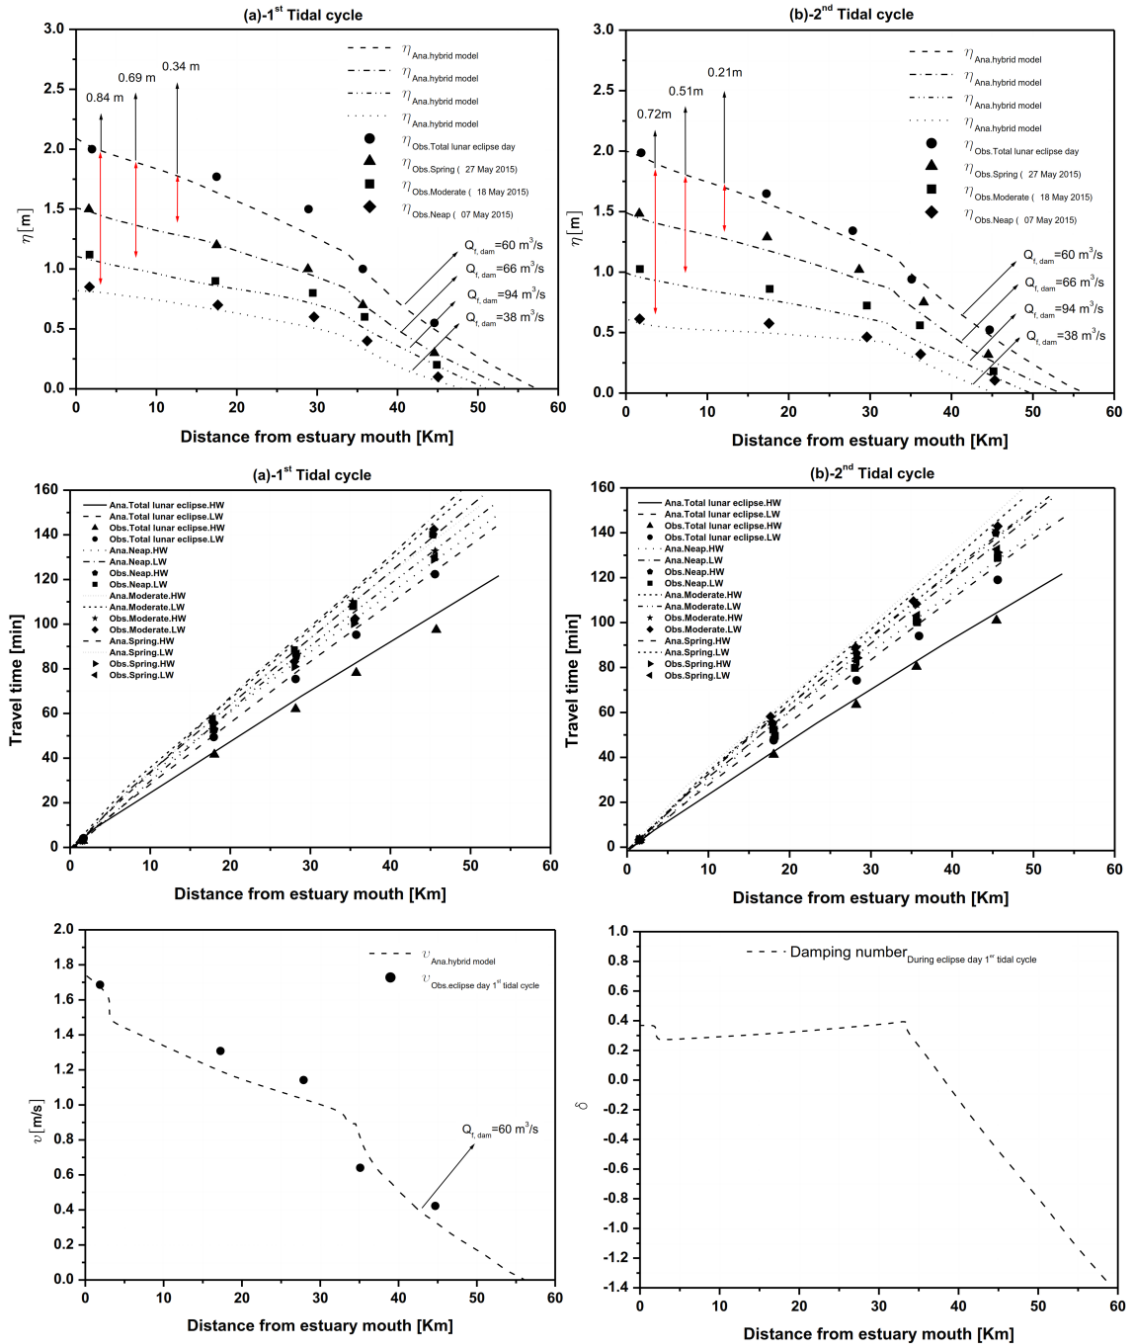 (a)-1st Tidal cycle
3.0
2.5
2.0
1.5
1.0
0.5
0.0
η[m]
0 10 20 30 40 50 60
Distance from estuary mouth [Km]
0.84 m
0.69 m
0.34 m
η Ana.hybrid model
η Ana.hybrid model
η Ana.hybrid model
η Ana.hybrid model
η Obs.Total lunar eclipse day
η Obs.Spring ( 27 May 2015)
η Obs.Moderate ( 18 May 2015)
η Obs.Neap ( 07 May 2015)
Qf, dam=60 m³/s
Qf, dam=66 m³/s
Qf, dam=94 m³/s
Qf, dam=38 m³/s
(b)-2nd Tidal cycle
3.0
2.5
2.0
1.5
1.0
0.5
0.0
η[m]
0 10 20 30 40 50 60
Distance from estuary mouth [Km]
0.72m
0.51m
0.21m
η Ana.hybrid model
η Ana.hybrid model
η Ana.hybrid model
η Ana.hybrid model
η Obs.Total lunar eclipse day
η Obs.Spring ( 27 May 2015)
η Obs.Moderate ( 18 May 2015)
η Obs.Neap ( 07 May 2015)
Qf, dam=60 m³/s
Qf, dam=66 m³/s
Qf, dam=94 m³/s
Qf, dam=38 m³/s
(a)-1st Tidal cycle
160
140
120
100
80
60
40
20
0
Travel time [min]
0 10 20 30 40 50 60
Distance from estuary mouth [Km]
Ana.Total lunar eclipse.HW
Ana.Total lunar eclipse.LW
Obs.Total lunar eclipse.HW
Obs.Total lunar eclipse.LW
Ana.Neap.HW
Ana.Neap.LW
Obs.Neap.HW
Obs.Neap.LW
Ana.Moderate.HW
Ana.Moderate.LW
Obs.Moderate.HW
Obs.Moderate.LW
Ana.Spring.HW
Ana.Spring.LW
Obs.Spring.HW
Obs.Spring.LW
(b)-2nd Tidal cycle
160
140
120
100
80
60
40
20
0
Travel time [min]
0 10 20 30 40 50 60
Distance from estuary mouth [Km]
Ana.Total lunar eclipse.HW
Ana.Total lunar eclipse.LW
Obs.Total lunar eclipse.HW
Obs.Total lunar eclipse.LW
Ana.Neap.HW
Ana.Neap.LW
Obs.Neap.HW
Obs.Neap.LW
Ana.Moderate.HW
Ana.Moderate.LW
Obs.Moderate.HW
Obs.Moderate.LW
Ana.Spring.HW
Ana.Spring.LW
Obs.Spring.HW
Obs.Spring.LW
2.0
1.8
1.6
1.4
1.2
1.0
0.8
0.6
0.4
0.2
0.0
υ[m/s]
0 10 20 30 40 50 60
Distance from estuary mouth [Km]
υ Ana.hybrid model
υ Obs.eclipse day 1st tidal cycle
Qf, dam=60 m³/s
1.0
0.8
0.6
0.4
0.2
0.0
-0.2
-0.4
-0.6
-0.8
-1.0
-1.2
-1.4
δ
0 10 20 30 40 50 60
Distance from estuary mouth [Km]
Damping number During eclipse day 1st tidal cycle